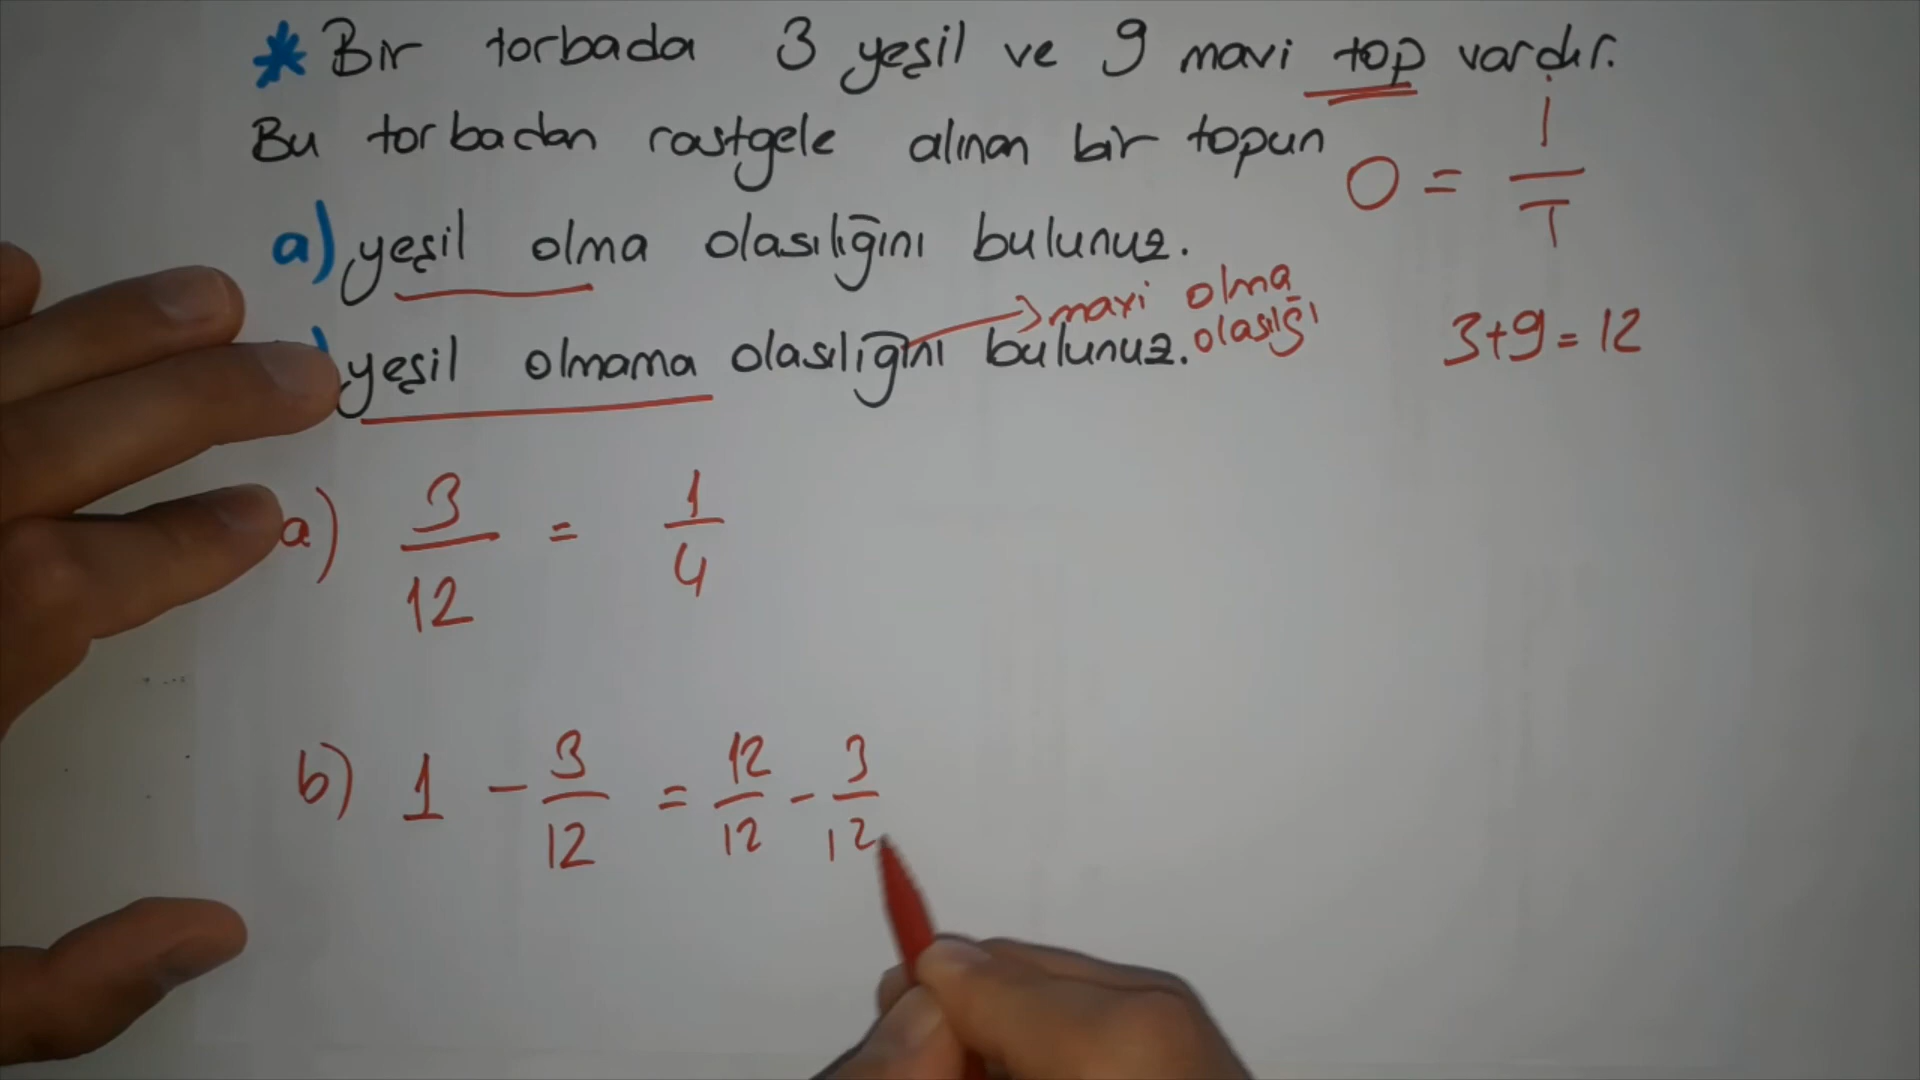 * Bir torbada 3 yeşil ve 9 mavi top vardır.
Bu torbadan rastgele alınan bir topun
O = İ / T
a) yeşil olma olasılığını bulunuz.
→ mavi olma olasılığı
yeşil olmama olasılığını bulunuz.
3+9=12
a) 3/12 = 1/4
b) 1 - 3/12 = 12/12 - 3/12